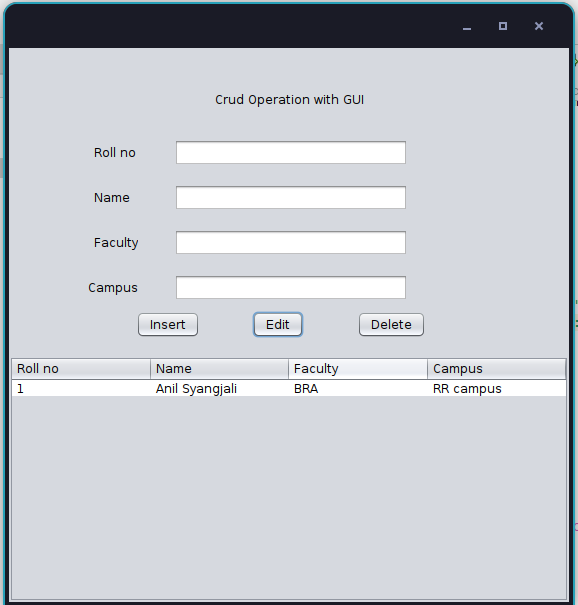 Crud Operation with GUI
Roll no
Name
Faculty
Campus
Insert Edit Delete
Roll no Name Faculty Campus
1 Anil Syangjali BRA RR campus